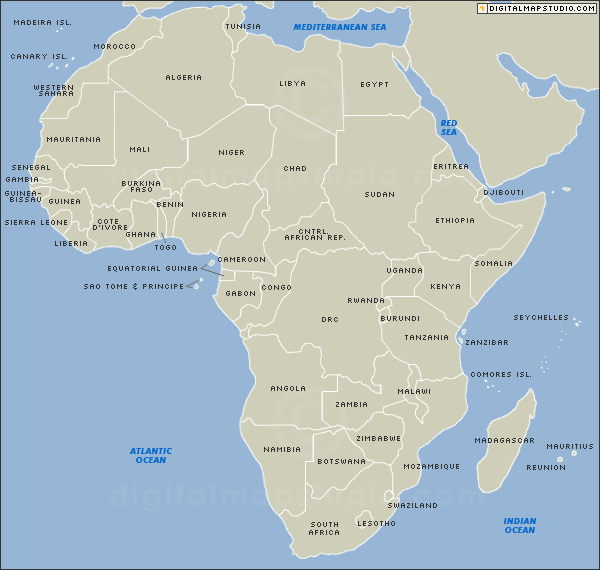 DIGITALMAPSTUDIO.COM
MADEIRA ISL.
TUNISIA
MEDITERRANEAN SEA
MOROCCO
CANARY ISL.
ALGERIA
LIBYA
EGYPT
WESTERN
SAHARA
RED
SEA
MAURITANIA
MALI
NIGER
CHAD
ERITREA
SENEGAL
GAMBIA
BURKINA
FASO
SUDAN
DJIBOUTI
GUINEA-
BISSAU
GUINEA
BENIN
NIGERIA
ETHIOPIA
SIERRA LEONE
COTE
D'IVORE
GHANA
CNTRL.
AFRICAN REP.
LIBERIA
TOGO
CAMEROON
SOMALIA
EQUATORIAL GUINEA
UGANDA
SAO TOME & PRINCIPE
GABON
CONGO
KENYA
RWANDA
DRC
BURUNDI
SEYCHELLES
TANZANIA
ZANZIBAR
COMORES ISL.
ANGOLA
MALAWI
ZAMBIA
ZIMBABWE
MADAGASCAR
MAURITIUS
ATLANTIC
OCEAN
NAMIBIA
BOTSWANA
MOZAMBIQUE
REUNION
digitalmapstudio.com
SWAZILAND
SOUTH
AFRICA
LESOTHO
INDIAN
OCEAN